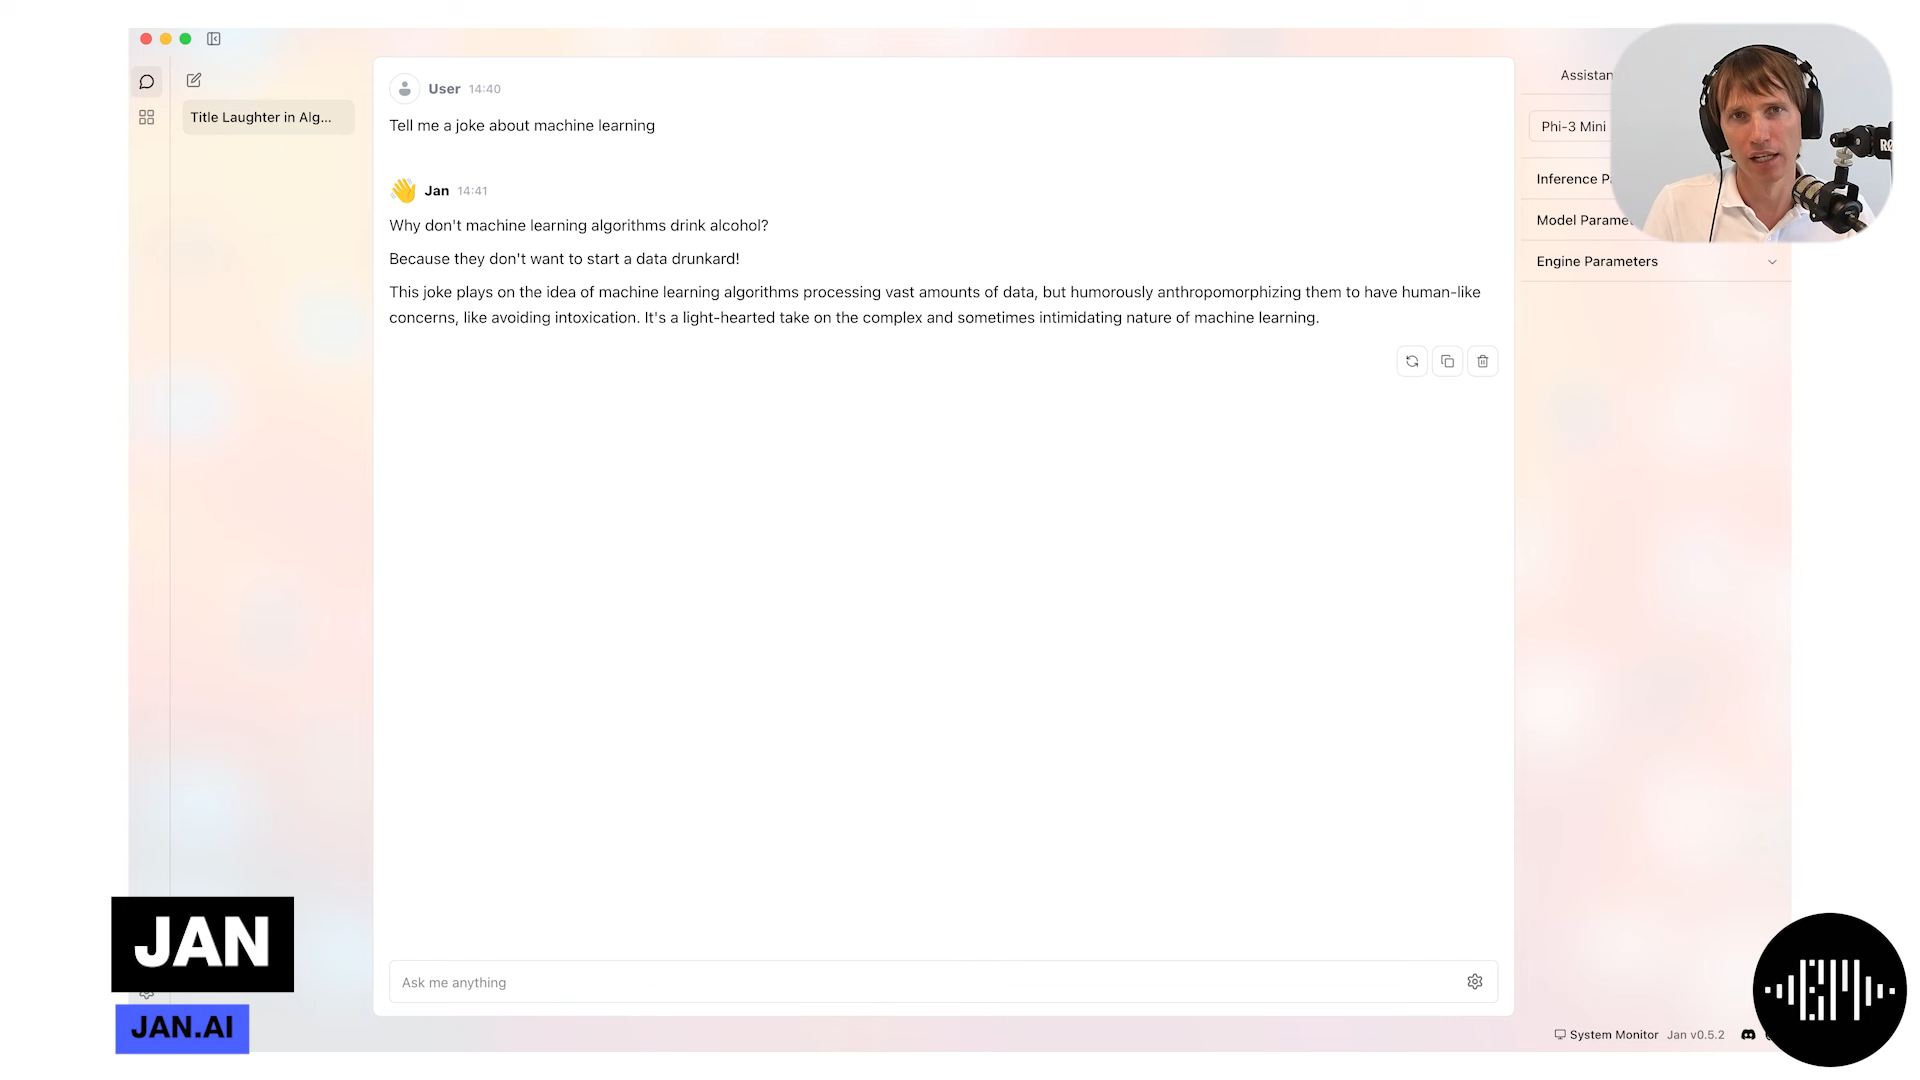 Title Laughter in Alg...
User 14:40
Tell me a joke about machine learning
Jan 14:41
Why don't machine learning algorithms drink alcohol?
Because they don't want to start a data drunkard!
This joke plays on the idea of machine learning algorithms processing vast amounts of data, but humorously anthropomorphizing them to have human-like
concerns, like avoiding intoxication. It's a light-hearted take on the complex and sometimes intimidating nature of machine learning.
Ask me anything
Assistan
Phi-3 Mini
Inference P
Model Parame
Engine Parameters
JAN
JAN.AI
System Monitor Jan v0.5.2